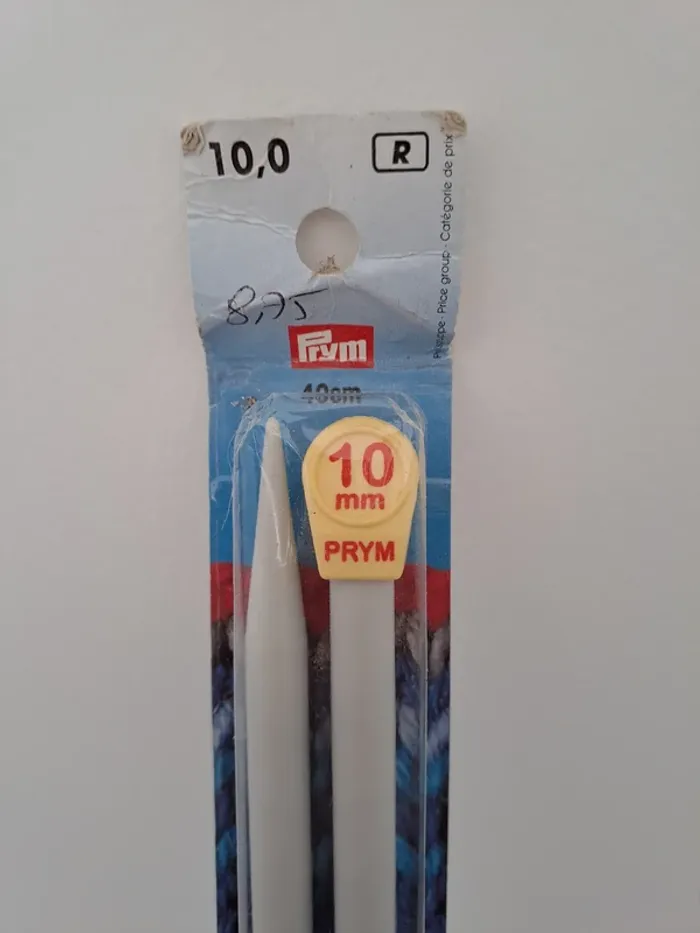 10,0
R
· Price group · Catégorie de prix
8,75
Prym
40cm
10
mm
PRYM